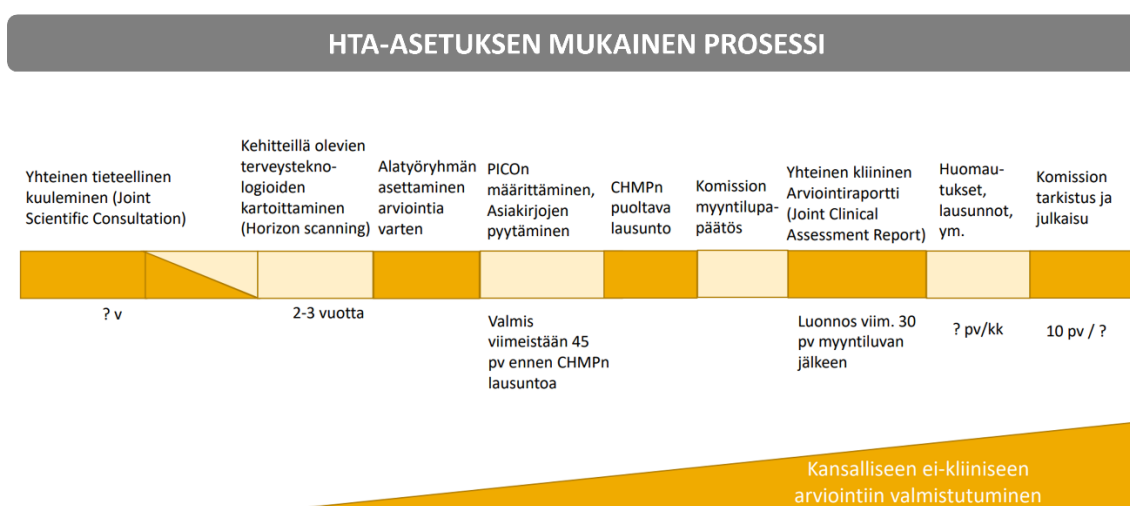 HTA-ASETUKSEN MUKAINEN PROSESSI
Yhteinen tieteellinen
kuuleminen (Joint
Scientific Consultation)
Kehitteillä olevien
terveystekno-
logioiden
kartoittaminen
(Horizon scanning)
Alatyöryhmän
asettaminen
arviointia
varten
PICOn
määrittäminen,
Asiakirjojen
pyytäminen
CHMPn
puoltava
lausunto
Komission
myyntilupa-
päätös
Yhteinen kliininen
Arviointiraportti
(Joint Clinical
Assessment Report)
Huomau-
tukset,
lausunnot,
ym.
Komission
tarkistus ja
julkaisu
? v
2-3 vuotta
Valmis
viimeistään 45
pv ennen CHMPn
lausuntoa
Luonnos viim. 30
pv myyntiluvan
jälkeen
? pv/kk
10 pv / ?
Kansalliseen ei-kliiniseen
arviointiin valmistutuminen